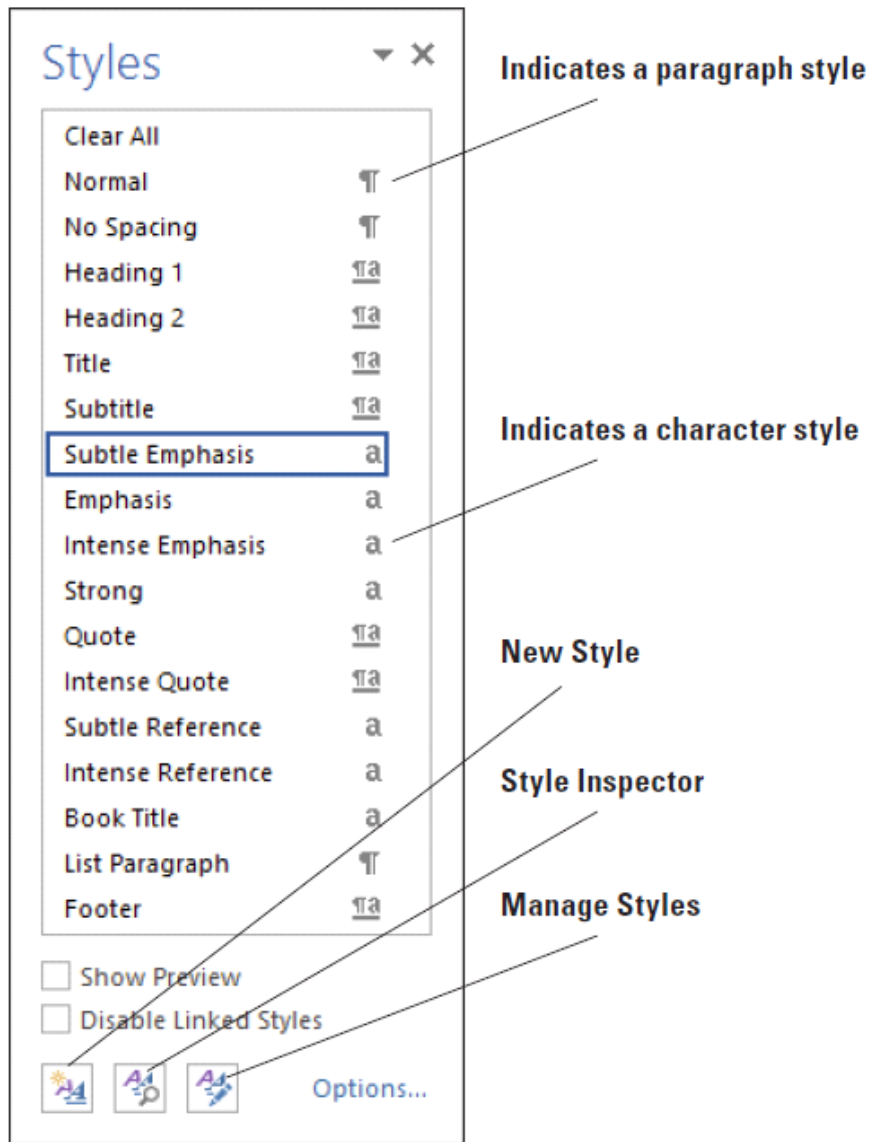 Styles
Indicates a paragraph style
Clear All
Normal ¶
No Spacing ¶
Heading 1 ¶a
Heading 2 ¶a
Title ¶a
Subtitle ¶a
Indicates a character style
Subtle Emphasis a
Emphasis a
Intense Emphasis a
Strong a
Quote ¶a
New Style
Intense Quote ¶a
Subtle Reference a
Intense Reference a
Style Inspector
Book Title a
List Paragraph ¶
Footer ¶a
Manage Styles
Show Preview
Disable Linked Styles
Options...